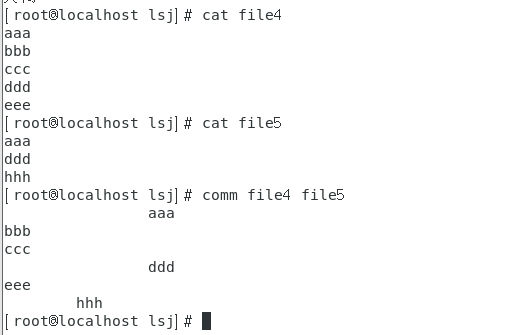 [root@localhost lsj]# cat file4
aaa
bbb
ccc
ddd
eee
[root@localhost lsj]# cat file5
aaa
ddd
hhh
[root@localhost lsj]# comm file4 file5
                aaa
bbb
ccc
                ddd
eee
        hhh
[root@localhost lsj]#